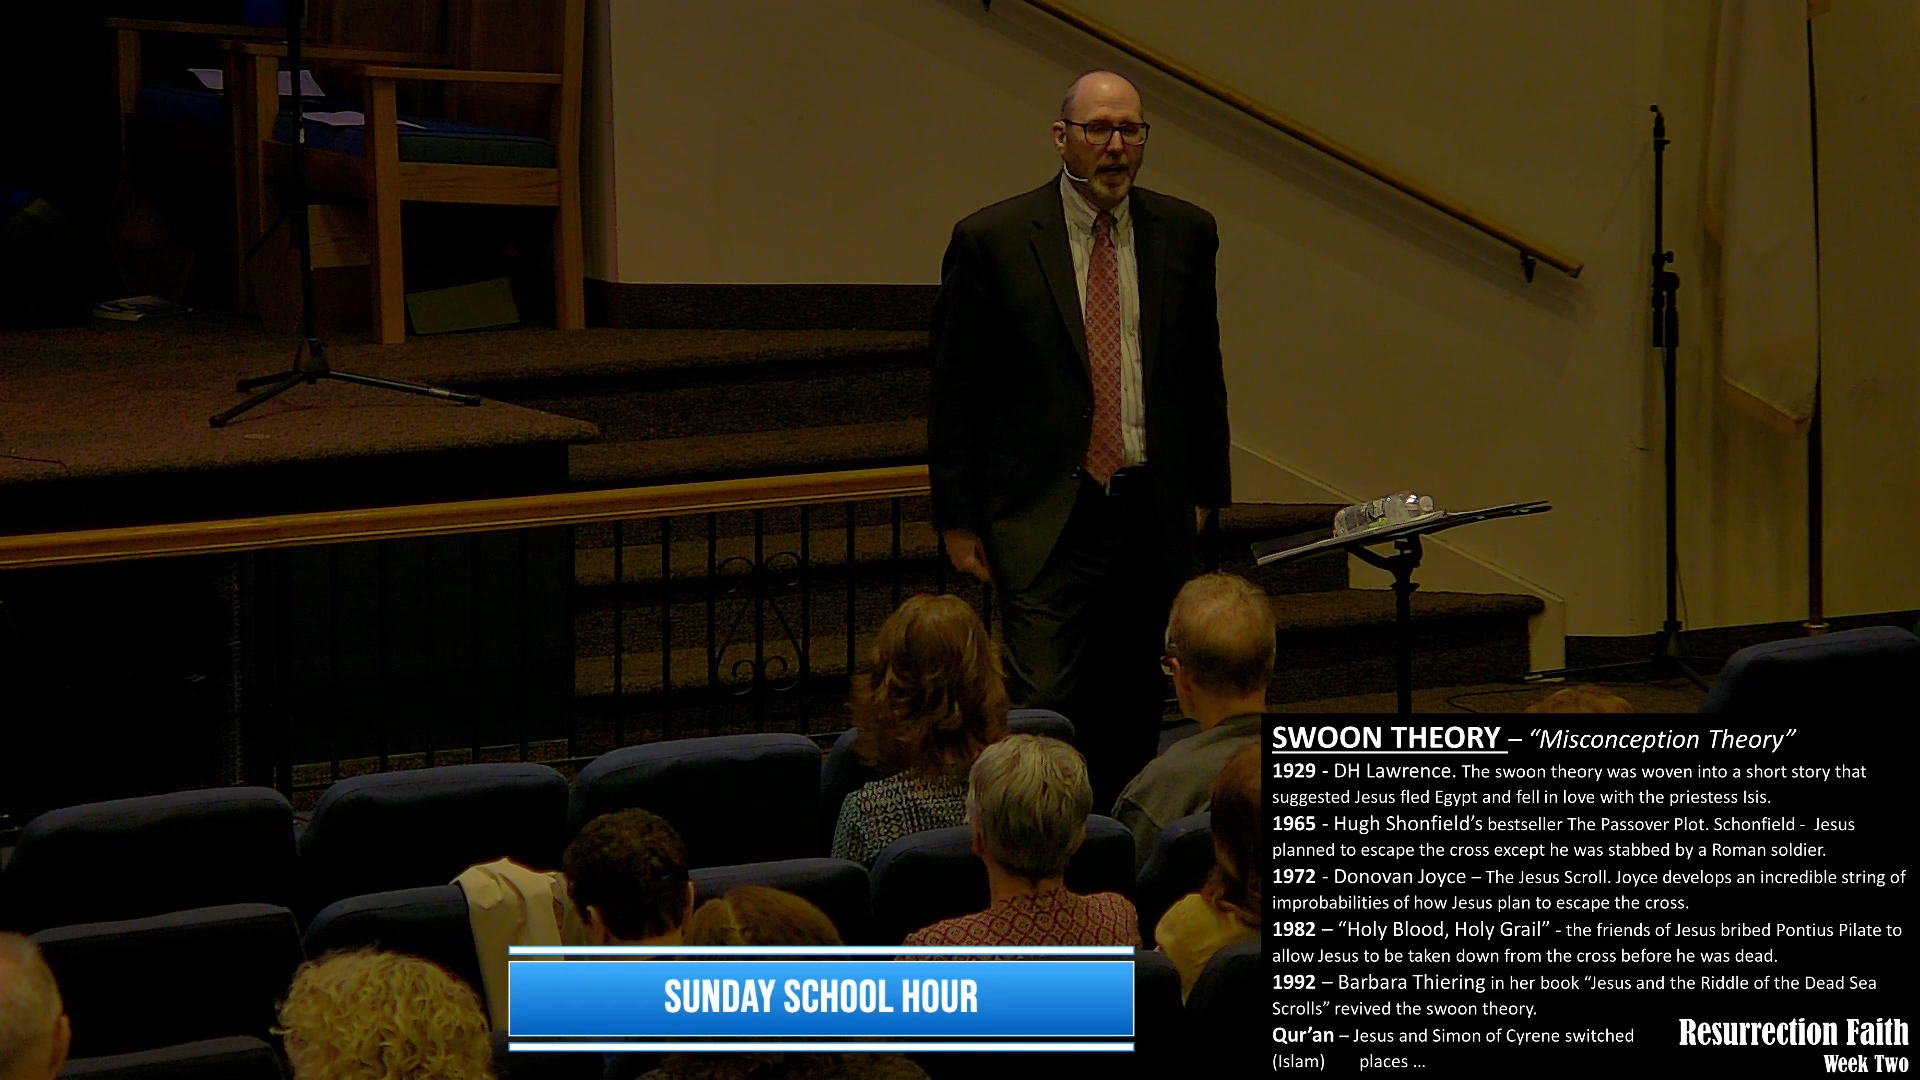 SWOON THEORY – “Misconception Theory”
1929 - DH Lawrence. The swoon theory was woven into a short story that
suggested Jesus fled Egypt and fell in love with the priestess Isis.
1965 - Hugh Shonfield’s bestseller The Passover Plot. Schonfield - Jesus
planned to escape the cross except he was stabbed by a Roman soldier.
1972 - Donovan Joyce – The Jesus Scroll. Joyce develops an incredible string of
improbabilities of how Jesus plan to escape the cross.
1982 – “Holy Blood, Holy Grail” - the friends of Jesus bribed Pontius Pilate to
allow Jesus to be taken down from the cross before he was dead.
1992 – Barbara Thiering in her book “Jesus and the Riddle of the Dead Sea
Scrolls” revived the swoon theory.
Qur’an – Jesus and Simon of Cyrene switched
(Islam) places ...
SUNDAY SCHOOL HOUR
Resurrection Faith
Week Two